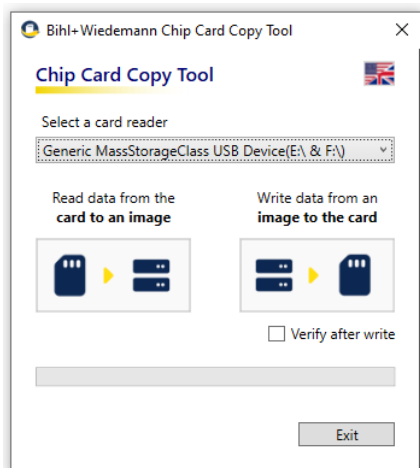 Bihl+Wiedemann Chip Card Copy Tool
Chip Card Copy Tool
Select a card reader
Generic MassStorageClass USB Device(E:\ & F:\)
Read data from the
card to an image
Write data from an
image to the card
Verify after write
Exit